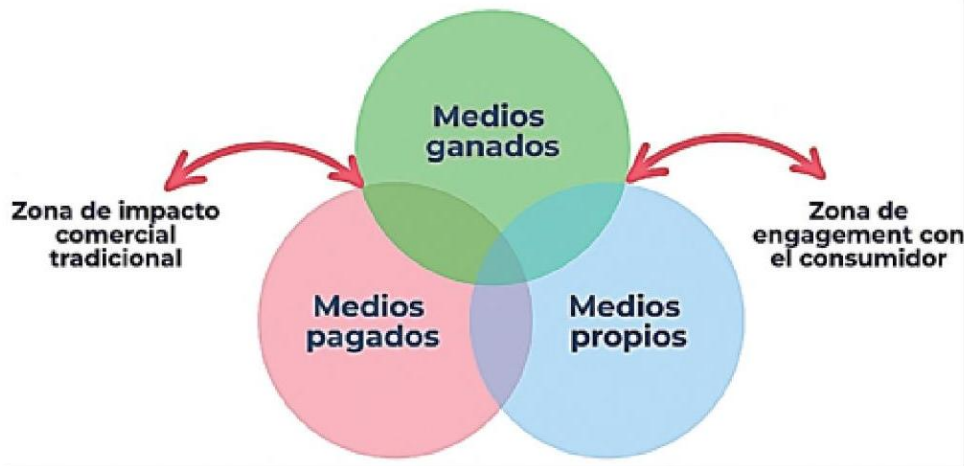 Medios
ganados
Zona de impacto
comercial
tradicional
Zona de
engagement con
el consumidor
Medios
pagados
Medios
propios